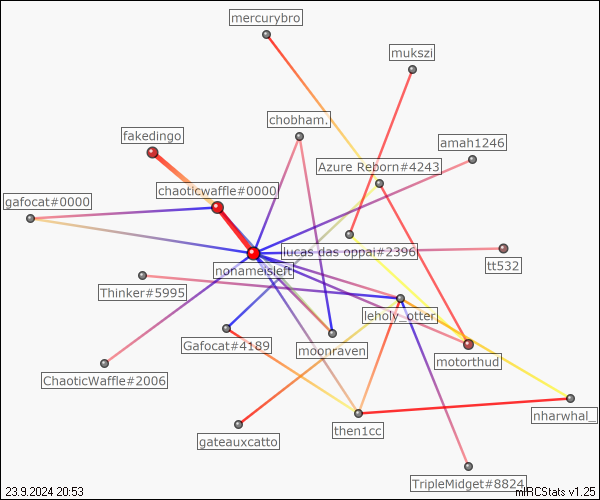 mercurybro
mukszi
chobham.
fakedingo
amah1246
Azure Reborn#4243
chaoticwaffle#0000
gafocat#0000
lucas das oppai#2396
tt532
nonameisleft
Thinker#5995
leholy_otter
Gafocat#4189
moonraven
motorthud
ChaoticWaffle#2006
nharwhal_
then1cc
gateauxcatto
TripleMidget#8824
23.9.2024 20:53
mIRCStats v1.25